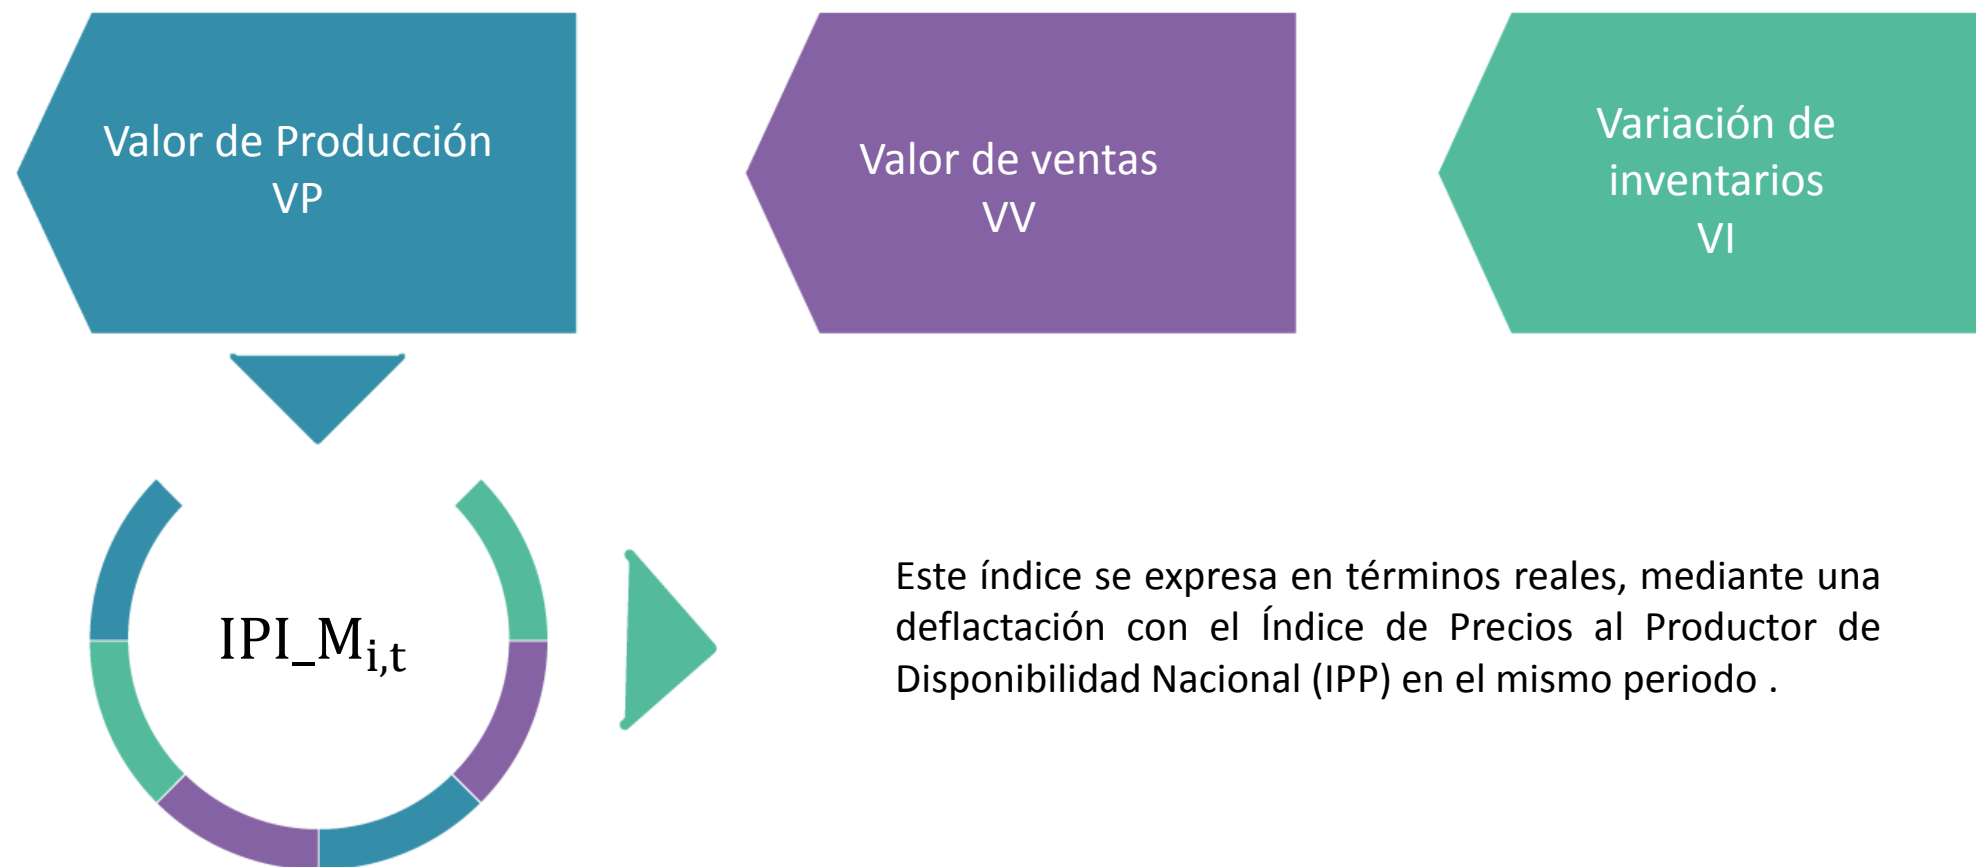 Valor de Producción
VP
Valor de ventas
VV
Variación de
inventarios
VI
IPI_Mi,t
Este índice se expresa en términos reales, mediante una
deflactación con el Índice de Precios al Productor de
Disponibilidad Nacional (IPP) en el mismo periodo .